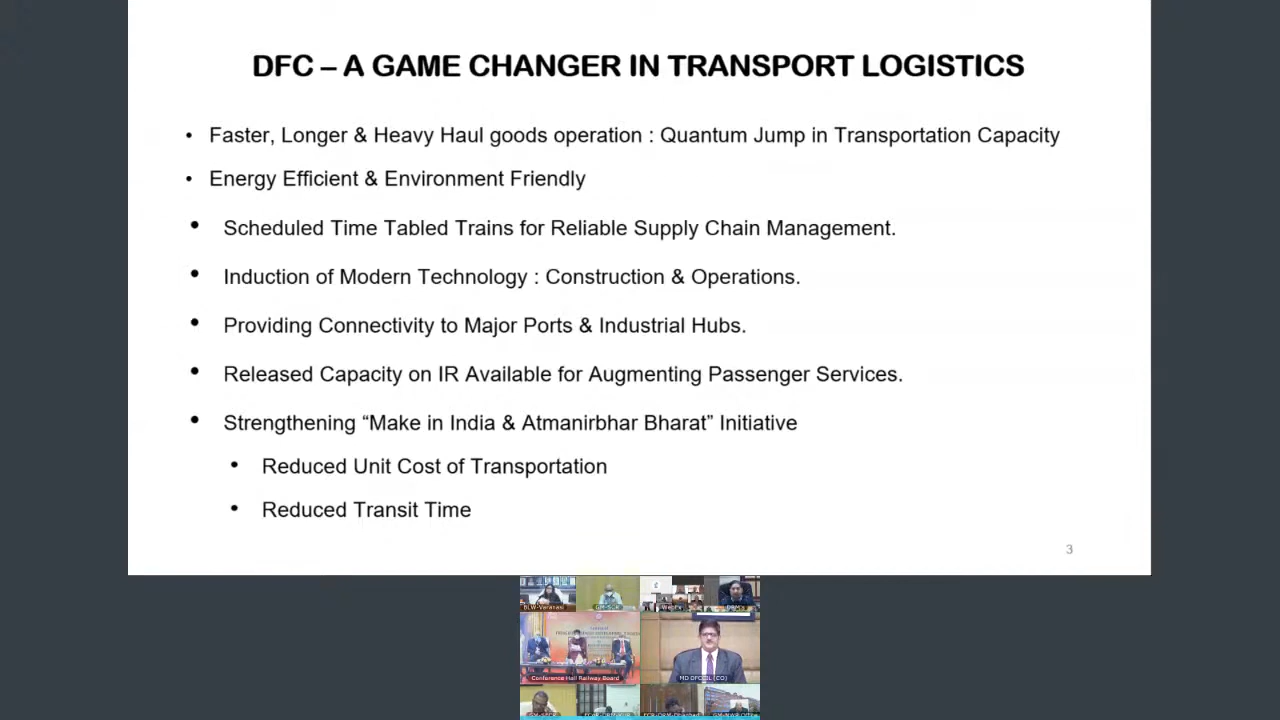 DFC – A GAME CHANGER IN TRANSPORT LOGISTICS
• Faster, Longer & Heavy Haul goods operation : Quantum Jump in Transportation Capacity
• Energy Efficient & Environment Friendly
• Scheduled Time Tabled Trains for Reliable Supply Chain Management.
• Induction of Modern Technology : Construction & Operations.
• Providing Connectivity to Major Ports & Industrial Hubs.
• Released Capacity on IR Available for Augmenting Passenger Services.
• Strengthening “Make in India & Atmanirbhar Bharat” Initiative
• Reduced Unit Cost of Transportation
• Reduced Transit Time
3
BLW-Varanasi
Conference Hall Railway Board
MD DFCCIL (CO)